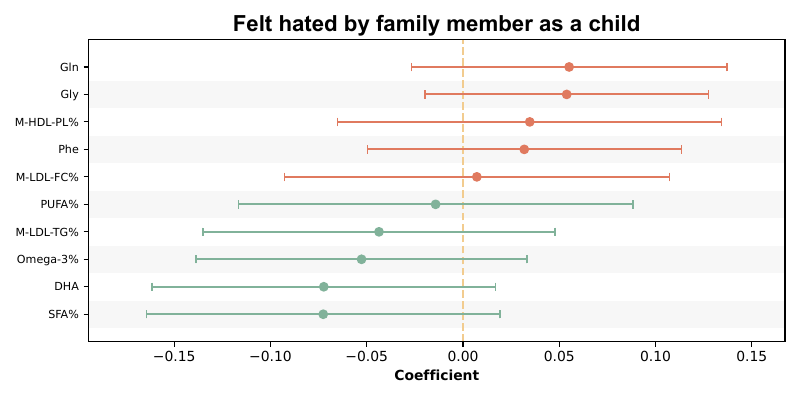 Felt hated by family member as a child
Gln
Gly
M-HDL-PL%
Phe
M-LDL-FC%
PUFA%
M-LDL-TG%
Omega-3%
DHA
SFA%
−0.15 −0.10 −0.05 0.00 0.05 0.10 0.15
Coefficient